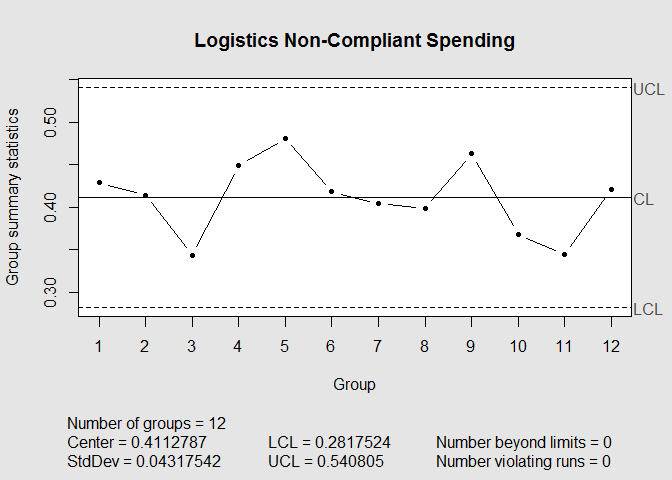 Logistics Non-Compliant Spending
Group summary statistics
0.50
0.40
0.30
UCL
CL
LCL
1 2 3 4 5 6 7 8 9 10 11 12
Group
Number of groups = 12
Center = 0.4112787 LCL = 0.2817524 Number beyond limits = 0
StdDev = 0.04317542 UCL = 0.540805 Number violating runs = 0